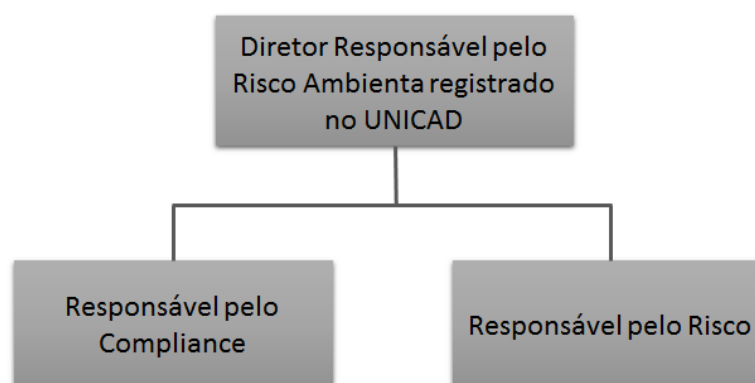 Diretor Responsável pelo
Risco Ambienta registrado
no UNICAD
Responsável pelo
Compliance
Responsável pelo Risco